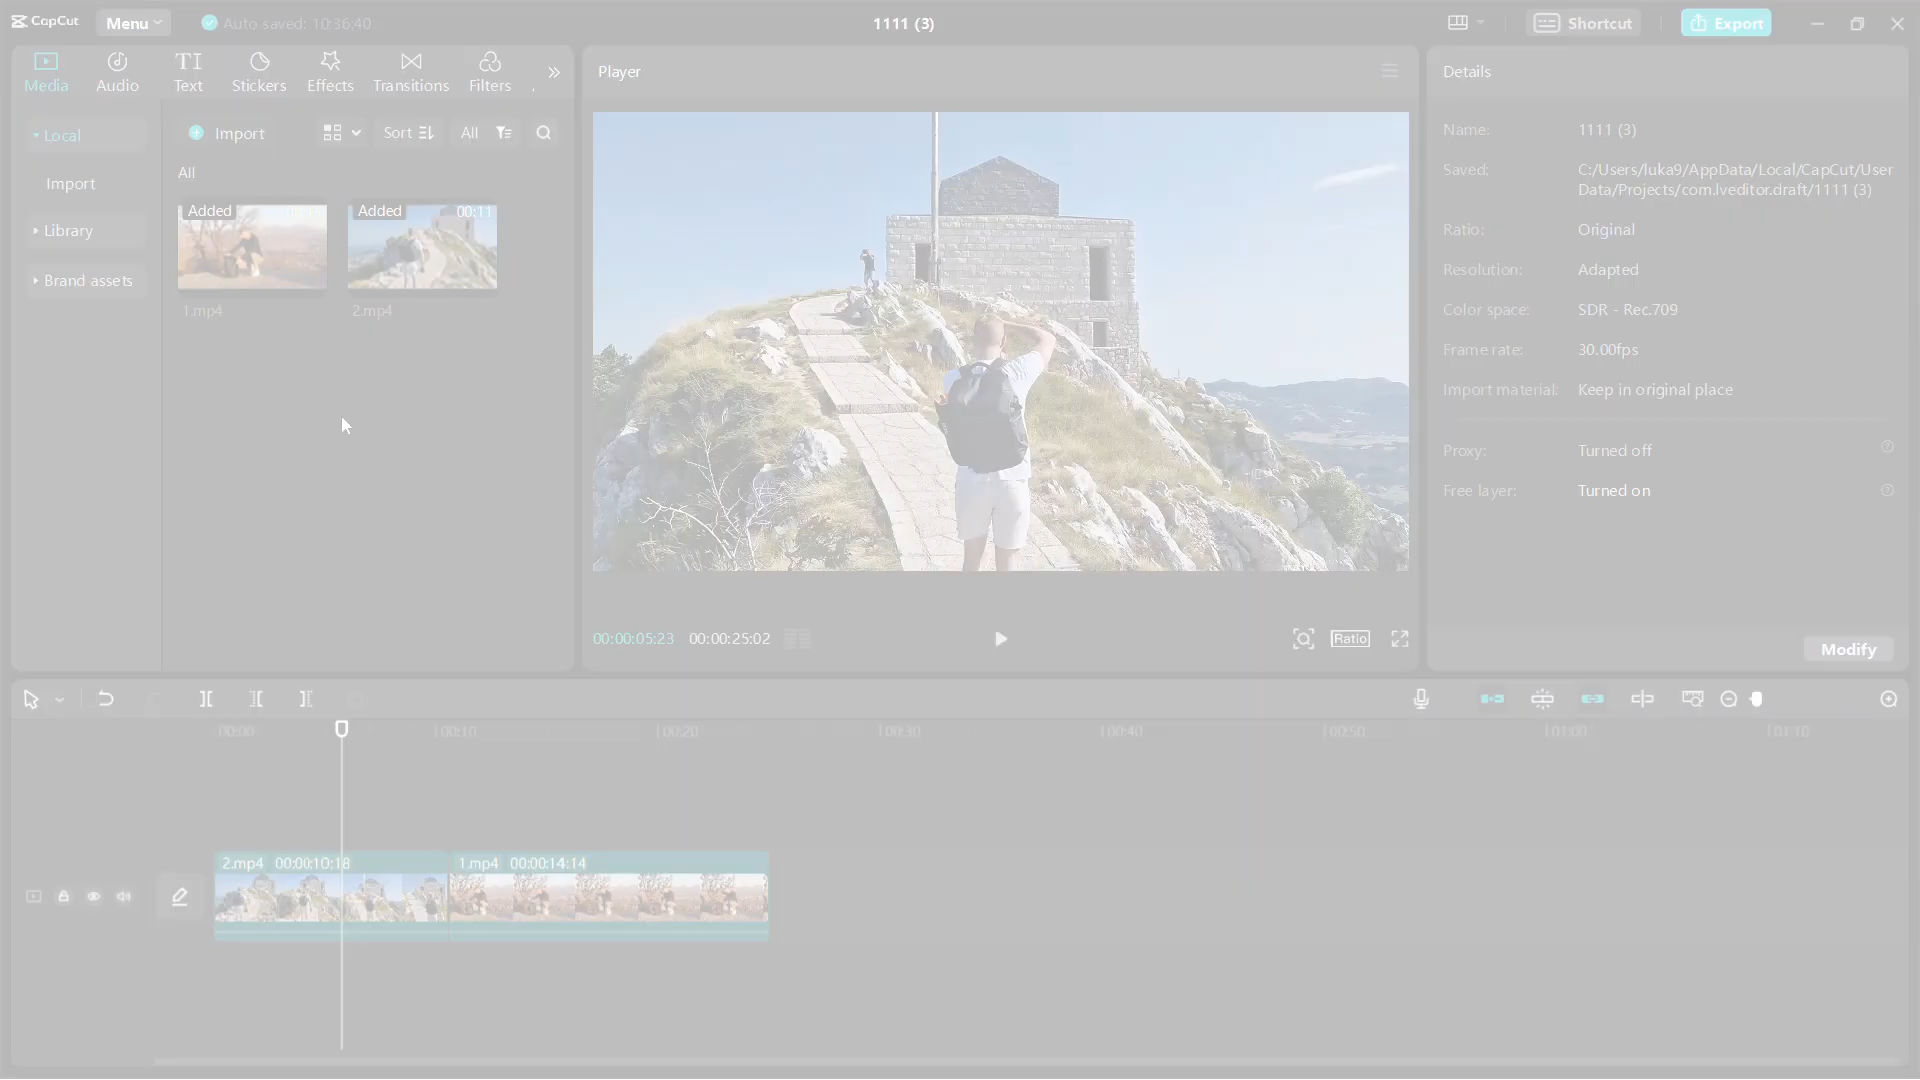 CapCut
Menu
Auto saved: 10:36:40
1111 (3)
Shortcut
Export
Media
Audio
Text
Stickers
Effects
Transitions
Filters
Player
Details
Local
Import
Library
Brand assets
Import
Sort
All
All
Added
Added
00:11
1.mp4
2.mp4
Name:
1111 (3)
Saved:
C:/Users/luka9/AppData/Local/CapCut/User
Data/Projects/com.lveditor.draft/1111 (3)
Ratio:
Original
Resolution:
Adapted
Color space:
SDR - Rec.709
Frame rate:
30.00fps
Import material:
Keep in original place
Proxy:
Turned off
Free layer:
Turned on
00:00:05:23
00:00:25:02
Ratio
Modify
00:00
00:10
00:20
00:30
00:40
00:50
01:00
01:10
2.mp4 00:00:10:18
1.mp4 00:00:14:14